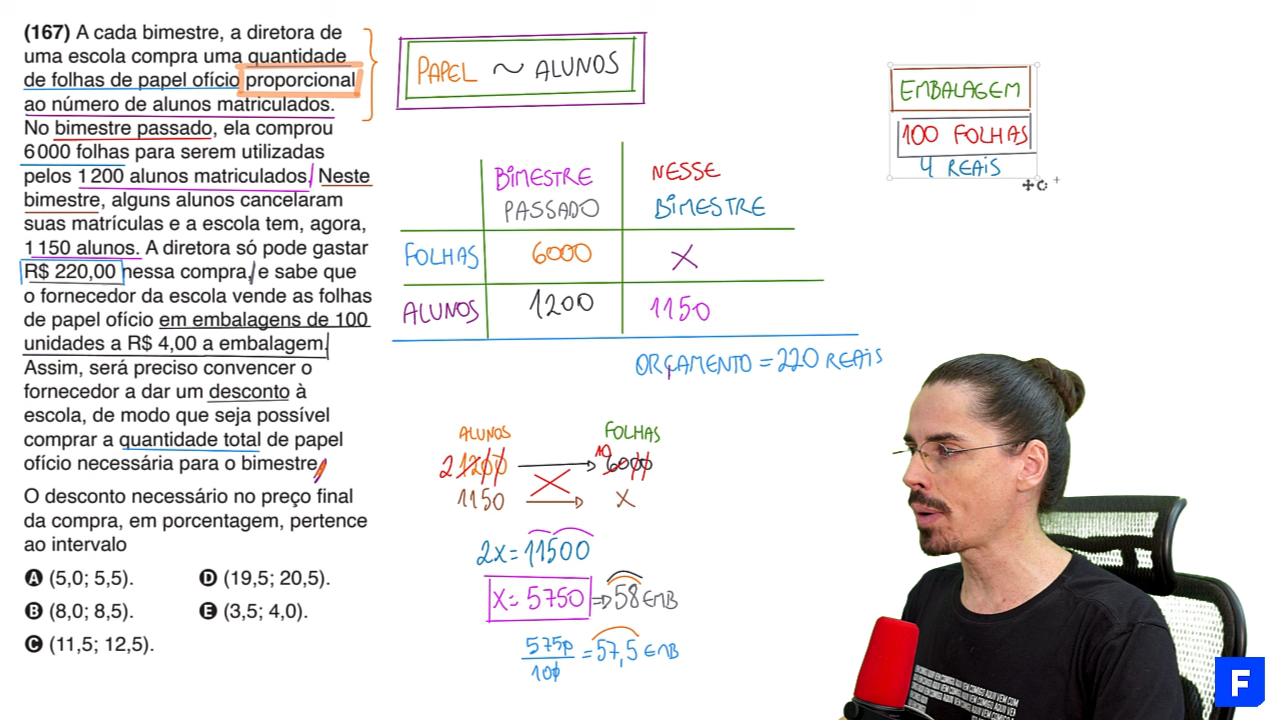 (167) A cada bimestre, a diretora de
uma escola compra uma quantidade
de folhas de papel ofício proporcional
ao número de alunos matriculados.
No bimestre passado, ela comprou
6 000 folhas para serem utilizadas
pelos 1 200 alunos matriculados. Neste
bimestre, alguns alunos cancelaram
suas matrículas e a escola tem, agora,
1 150 alunos. A diretora só pode gastar
R$ 220,00 nessa compra, e sabe que
o fornecedor da escola vende as folhas
de papel ofício em embalagens de 100
unidades a R$ 4,00 a embalagem.
Assim, será preciso convencer o
fornecedor a dar um desconto à
escola, de modo que seja possível
comprar a quantidade total de papel
ofício necessária para o bimestre.
O desconto necessário no preço final
da compra, em porcentagem, pertence
ao intervalo
A (5,0; 5,5).
D (19,5; 20,5).
B (8,0; 8,5).
E (3,5; 4,0).
C (11,5; 12,5).
PAPEL ~ ALUNOS
EMBALAGEM
100 FOLHAS
4 REAIS
BIMESTRE PASSADO
NESSE BIMESTRE
FOLHAS 6000 X
ALUNOS 1200 1150
ORÇAMENTO = 220 REAIS
ALUNOS FOLHAS
2 1200 10 6000
1150 X
2X = 11500
X = 5750 => 58 EMB
5750/100 = 57,5 EMB
F